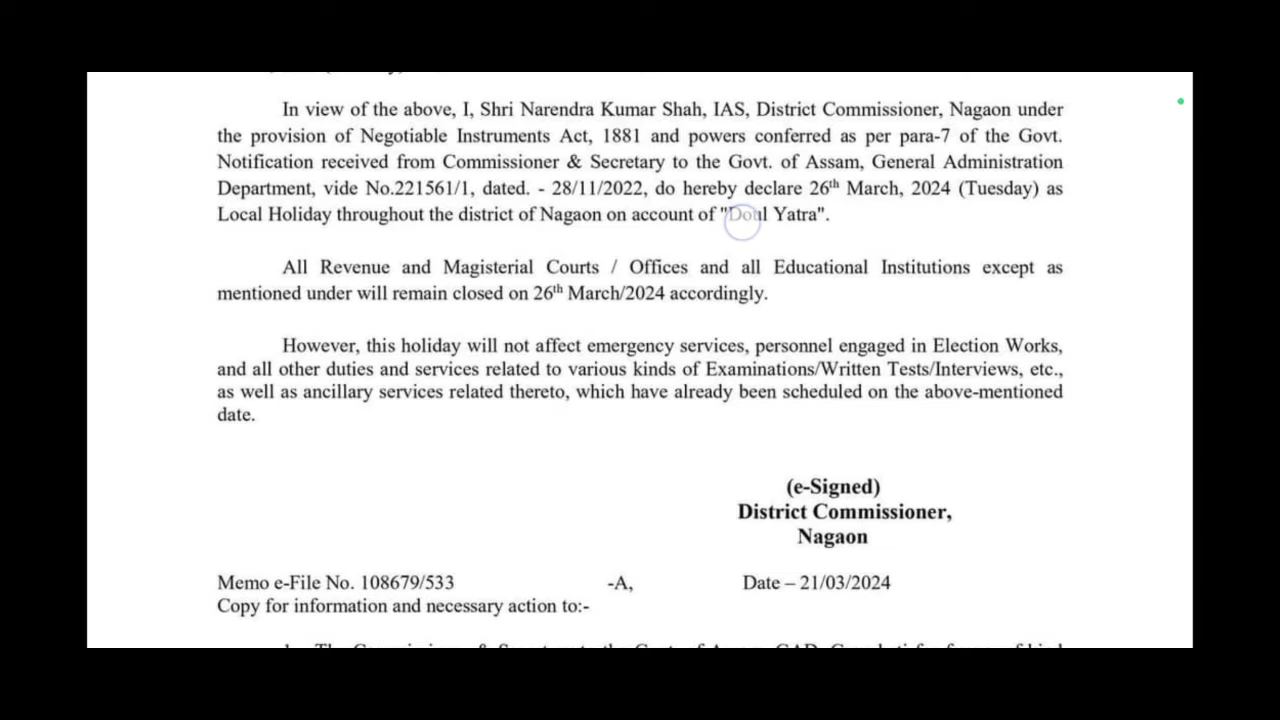 In view of the above, I, Shri Narendra Kumar Shah, IAS, District Commissioner, Nagaon under
the provision of Negotiable Instruments Act, 1881 and powers conferred as per para-7 of the Govt.
Notification received from Commissioner & Secretary to the Govt. of Assam, General Administration
Department, vide No.221561/1, dated. - 28/11/2022, do hereby declare 26th March, 2024 (Tuesday) as
Local Holiday throughout the district of Nagaon on account of "Doul Yatra".
All Revenue and Magisterial Courts / Offices and all Educational Institutions except as
mentioned under will remain closed on 26th March/2024 accordingly.
However, this holiday will not affect emergency services, personnel engaged in Election Works,
and all other duties and services related to various kinds of Examinations/Written Tests/Interviews, etc.,
as well as ancillary services related thereto, which have already been scheduled on the above-mentioned
date.
(e-Signed)
District Commissioner,
Nagaon
Memo e-File No. 108679/533 -A, Date – 21/03/2024
Copy for information and necessary action to:-